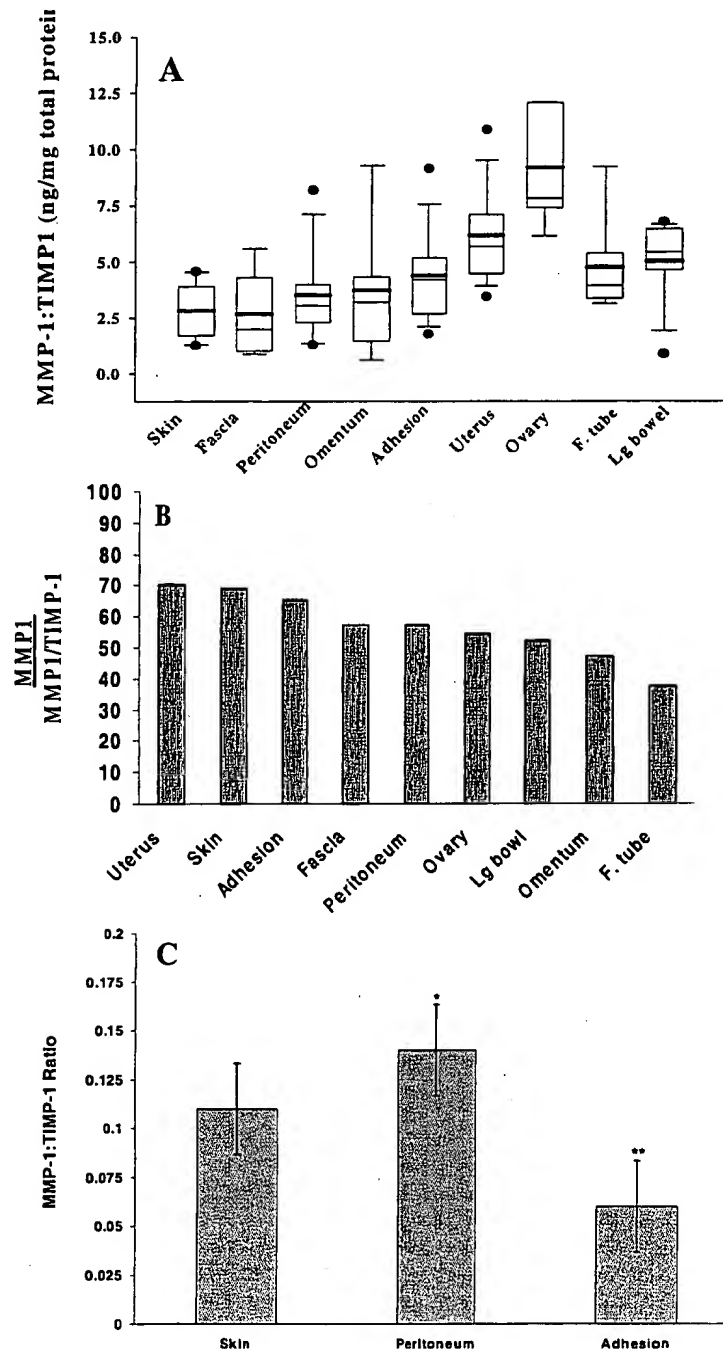 A
MMP-1:TIMP1 (ng/mg total protein
15.0
12.5
10.0
7.5
5.0
2.5
0.0
Skin
Fascia
Peritoneum
Omentum
Adhesion
Uterus
Ovary
F. tube
Lg bowel
B
MMP1
MMP1/TIMP-1
100
90
80
70
60
50
40
30
20
10
0
Uterus
Skin
Adhesion
Fascia
Peritoneum
Ovary
Lg bowl
Omentum
F. tube
C
MMP-1:TIMP-1 Ratio
0.2
0.175
0.15
0.125
0.1
0.075
0.05
0.025
0
*
**
Skin
Peritoneum
Adhesion